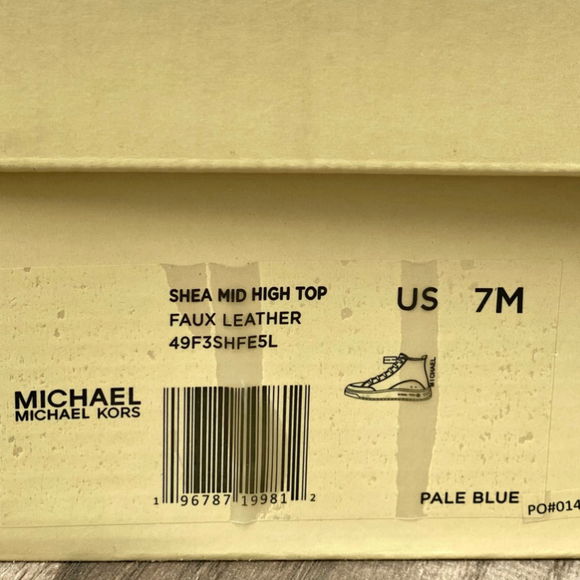 SHEA MID HIGH TOP
FAUX LEATHER
49F3SHFE5L
US 7M
MICHAEL
MICHAEL KORS
MICHAEL
1 96787 19981 2
PALE BLUE
PO#014